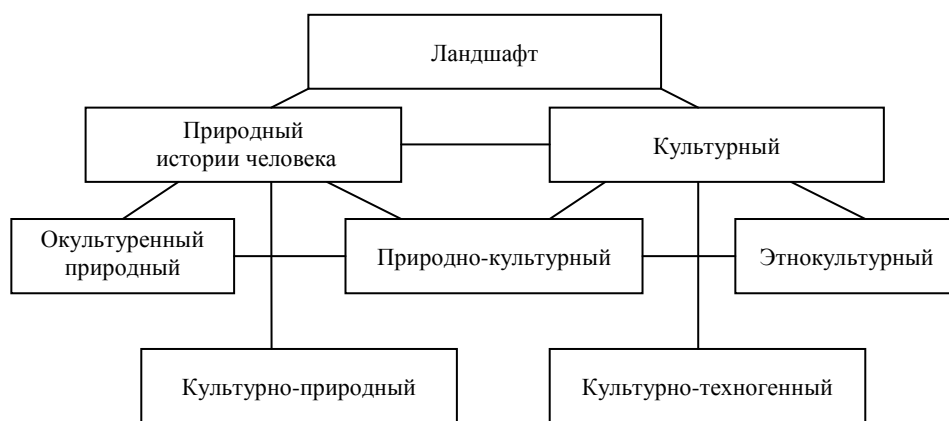 Ландшафт
Природный
истории человека
Культурный
Окультуренный
природный
Природно-культурный
Этнокультурный
Культурно-природный
Культурно-техногенный